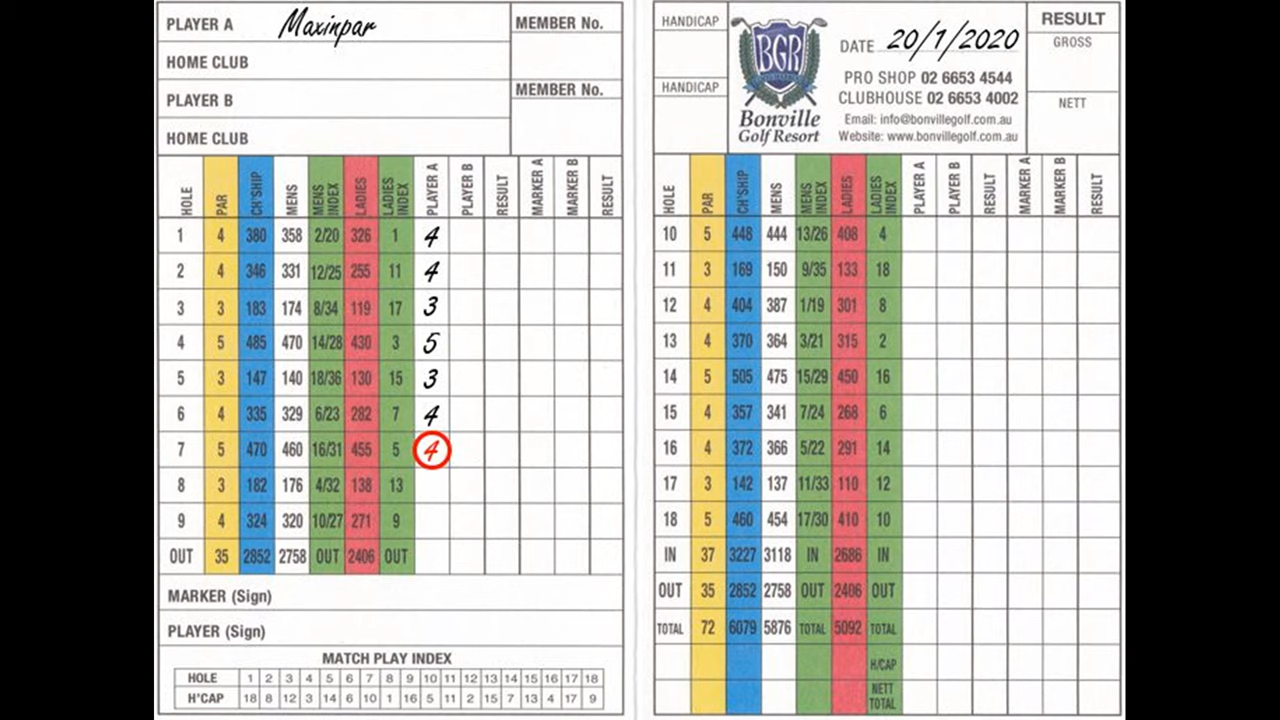 PLAYER A Maxinpar MEMBER No.
HOME CLUB
PLAYER B MEMBER No.
HOME CLUB
HOLE PAR CH'SHIP MENS MENS INDEX LADIES LADIES INDEX PLAYER A PLAYER B RESULT MARKER A MARKER B RESULT
1 4 380 358 2/20 326 1 4
2 4 346 331 12/25 255 11 4
3 3 183 174 8/34 119 17 3
4 5 485 470 14/28 430 3 5
5 3 147 140 18/36 130 15 3
6 4 335 329 6/23 282 7 4
7 5 470 460 16/31 455 5 4
8 3 182 176 4/32 138 13
9 4 324 320 10/27 271 9
OUT 35 2852 2758 OUT 2406 OUT
MARKER (Sign)
PLAYER (Sign)
MATCH PLAY INDEX
HOLE 1 2 3 4 5 6 7 8 9 10 11 12 13 14 15 16 17 18
H'CAP 18 8 12 3 14 6 10 1 16 5 11 2 15 7 13 4 17 9
HANDICAP
HANDICAP
BGR
Bonville
Golf Resort
DATE 20/1/2020
PRO SHOP 02 6653 4544
CLUBHOUSE 02 6653 4002
Email: info@bonvillegolf.com.au
Website: www.bonvillegolf.com.au
RESULT
GROSS
NETT
HOLE PAR CH'SHIP MENS MENS INDEX LADIES LADIES INDEX PLAYER A PLAYER B RESULT MARKER A MARKER B RESULT
10 5 448 444 13/26 408 4
11 3 169 150 9/35 133 18
12 4 404 387 1/19 301 8
13 4 370 364 3/21 315 2
14 5 505 475 15/29 450 16
15 4 357 341 7/24 268 6
16 4 372 366 5/22 291 14
17 3 142 137 11/33 110 12
18 5 460 454 17/30 410 10
IN 37 3227 3118 IN 2686 IN
OUT 35 2852 2758 OUT 2406 OUT
TOTAL 72 6079 5876 TOTAL 5092 TOTAL
H/CAP
NETT TOTAL